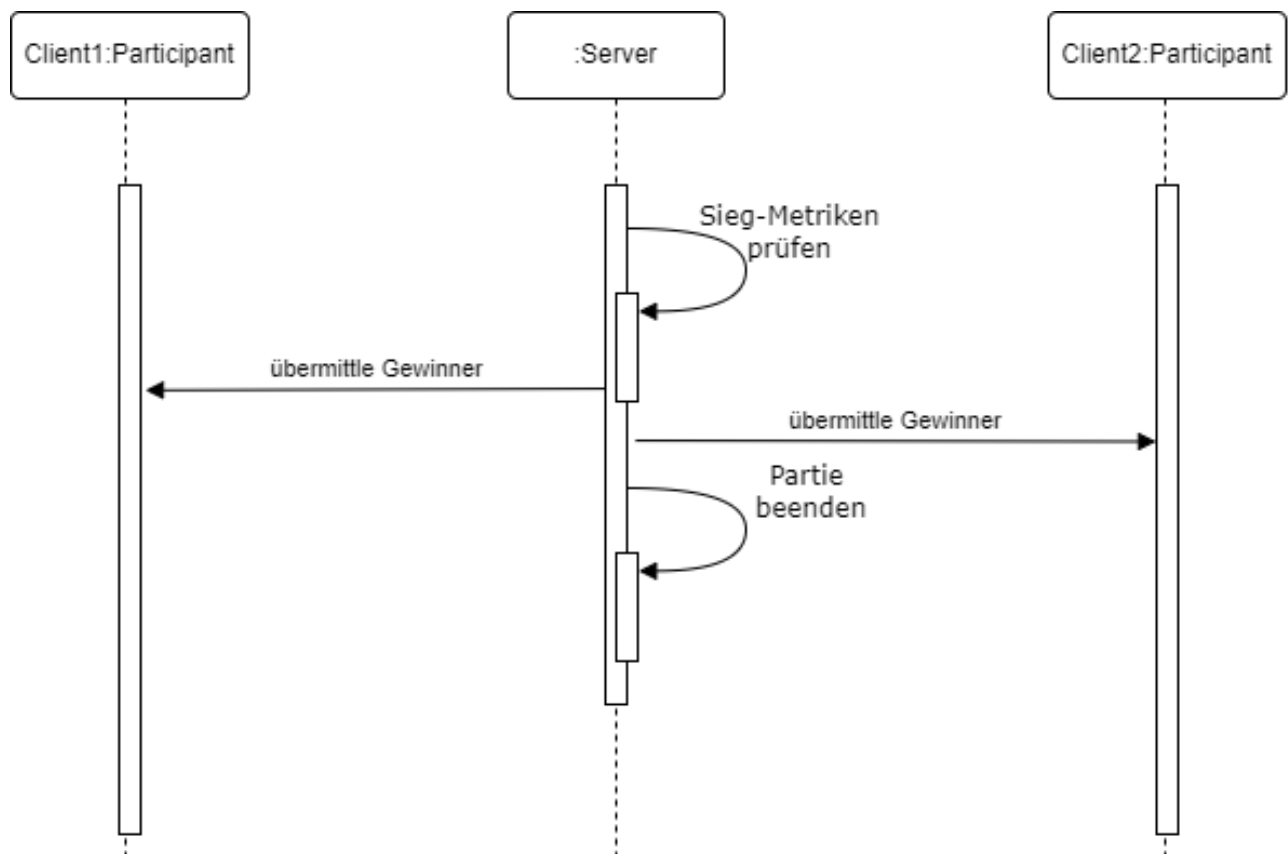 Client1:Participant
:Server
Client2:Participant
Sieg-Metriken
prüfen
übermittle Gewinner
übermittle Gewinner
Partie
beenden